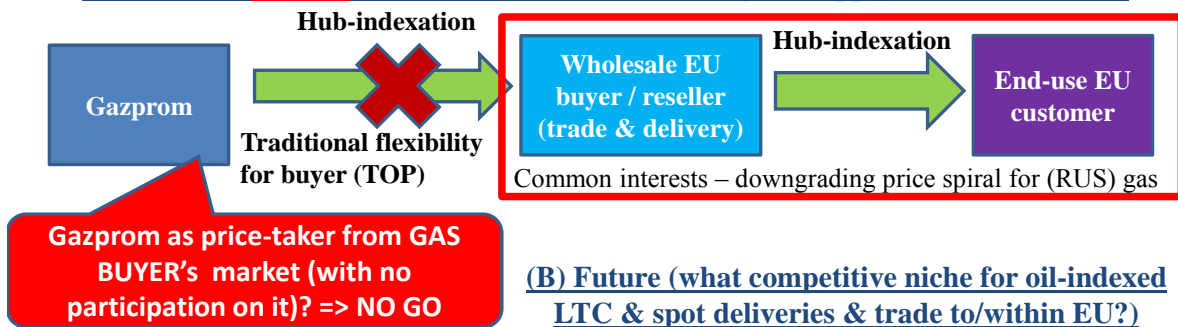 Hub-indexation
Hub-indexation
Gazprom
Wholesale EU
buyer / reseller
(trade & delivery)
End-use EU
customer
Traditional flexibility
for buyer (TOP)
Common interests – downgrading price spiral for (RUS) gas
Gazprom as price-taker from GAS
BUYER's market (with no
participation on it)? => NO GO
(B) Future (what competitive niche for oil-indexed
LTC & spot deliveries & trade to/within EU?)